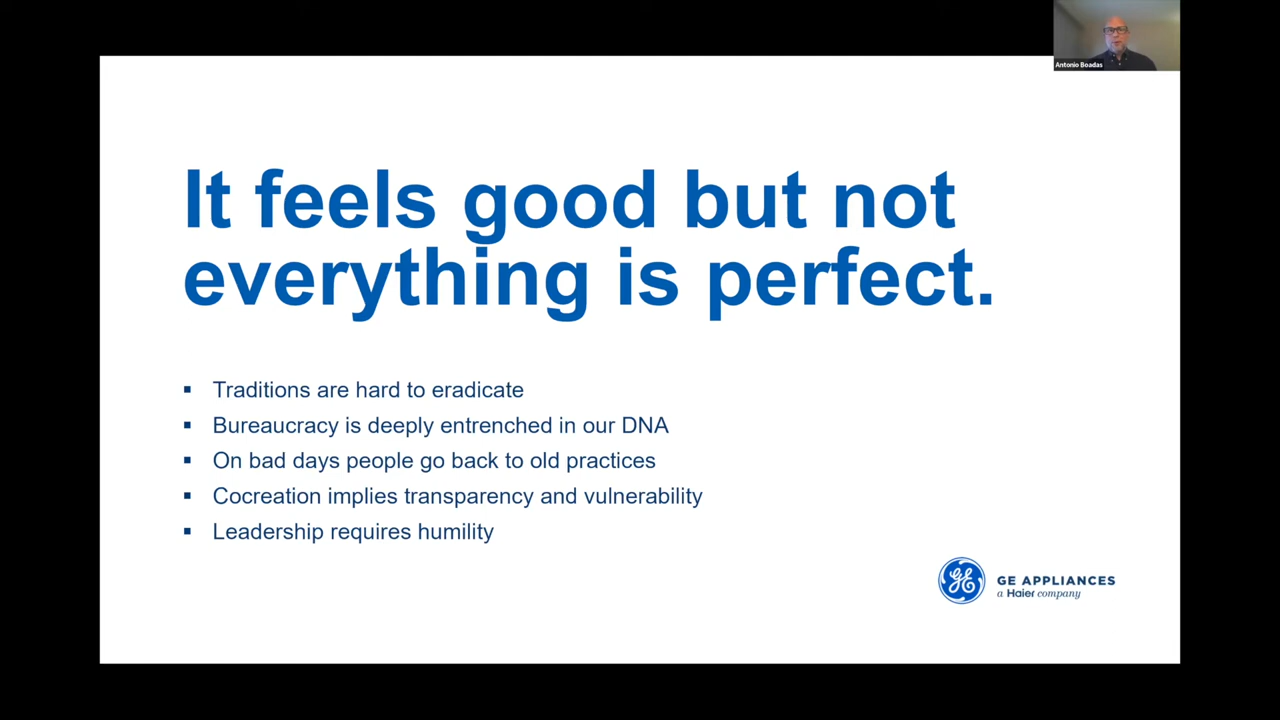 Antonio Boadas
It feels good but not
everything is perfect.
▪ Traditions are hard to eradicate
▪ Bureaucracy is deeply entrenched in our DNA
▪ On bad days people go back to old practices
▪ Cocreation implies transparency and vulnerability
▪ Leadership requires humility
GE GE APPLIANCES
a Haier company